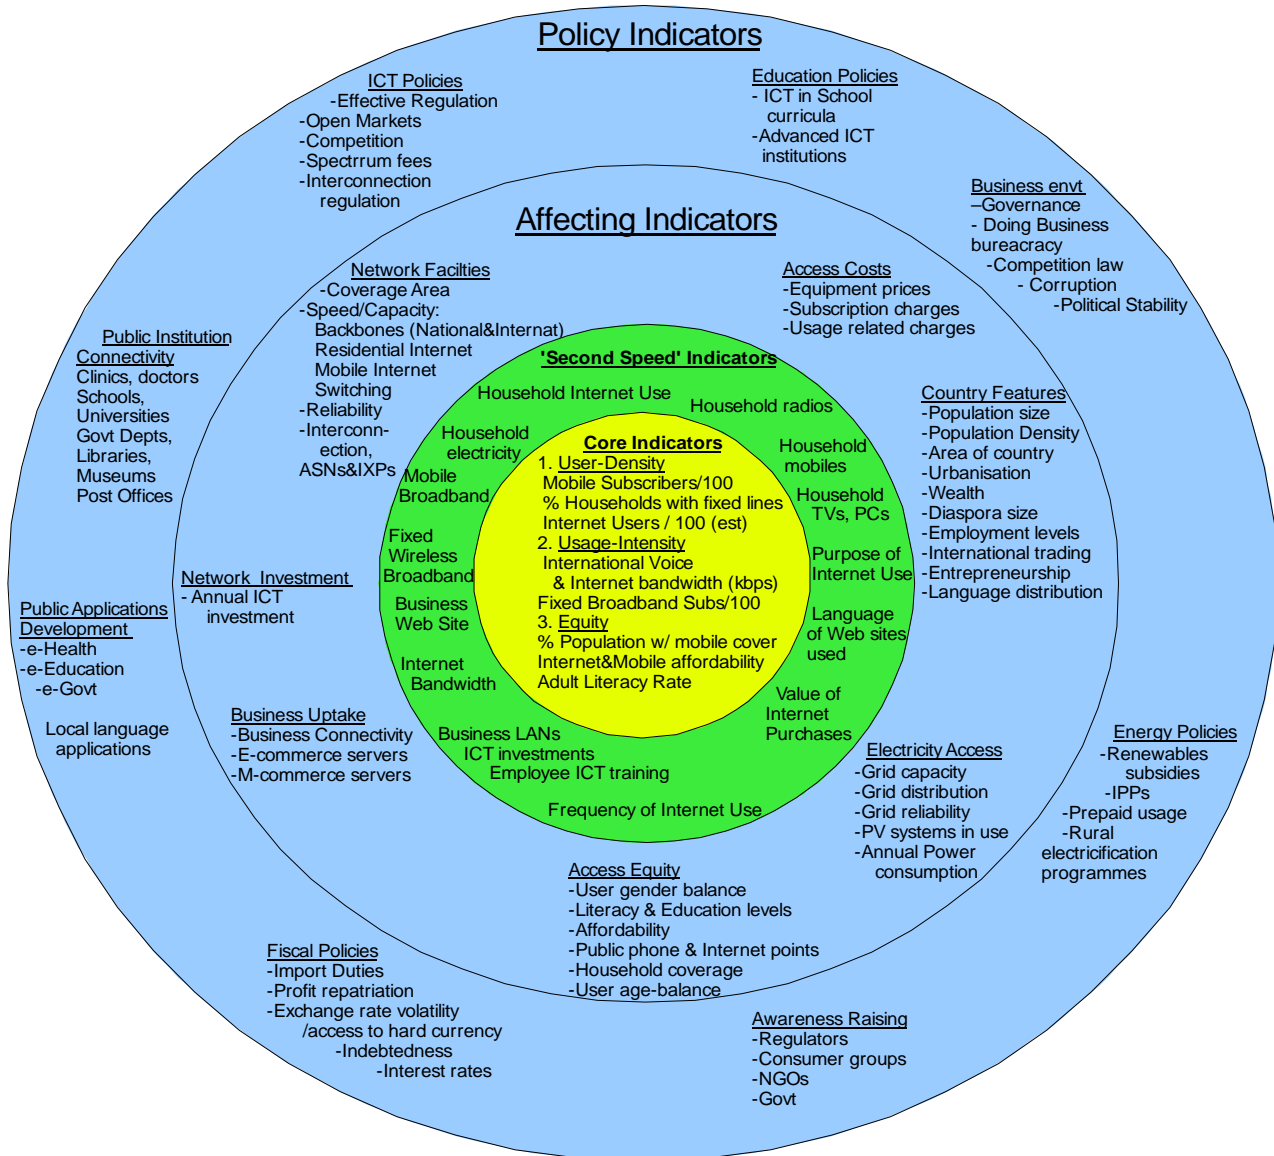 Policy Indicators
ICT Policies
-Effective Regulation
-Open Markets
-Competition
-Spectrrum fees
-Interconnection
regulation
Education Policies
- ICT in School
curricula
-Advanced ICT
institutions
Business envt
–Governance
- Doing Business
bureacracy
-Competition law
- Corruption
-Political Stability
Affecting Indicators
Network Facilties
-Coverage Area
-Speed/Capacity:
Backbones (National&Internat)
Residential Internet
Mobile Internet
Switching
-Reliability
-Interconn-
ection,
ASNs&IXPs
Access Costs
-Equipment prices
-Subscription charges
-Usage related charges
Public Institution
Connectivity
Clinics, doctors
Schools,
Universities
Govt Depts,
Libraries,
Museums
Post Offices
'Second Speed' Indicators
Household Internet Use
Household radios
Household
electricity
Household
mobiles
Mobile
Broadband
Household
TVs, PCs
Fixed
Wireless
Broadband
Purpose of
Internet Use
Business
Web Site
Language
of Web sites
used
Internet
Bandwidth
Value of
Internet
Purchases
Business LANs
ICT investments
Employee ICT training
Frequency of Internet Use
Core Indicators
1. User-Density
Mobile Subscribers/100
% Households with fixed lines
Internet Users / 100 (est)
2. Usage-Intensity
International Voice
& Internet bandwidth (kbps)
Fixed Broadband Subs/100
3. Equity
% Population w/ mobile cover
Internet&Mobile affordability
Adult Literacy Rate
Country Features
-Population size
-Population Density
-Area of country
-Urbanisation
-Wealth
-Diaspora size
-Employment levels
-International trading
-Entrepreneurship
-Language distribution
Network Investment
- Annual ICT
investment
Public Applications
Development
-e-Health
-e-Education
-e-Govt
Local language
applications
Business Uptake
-Business Connectivity
-E-commerce servers
-M-commerce servers
Electricity Access
-Grid capacity
-Grid distribution
-Grid reliability
-PV systems in use
-Annual Power
consumption
Energy Policies
-Renewables
subsidies
-IPPs
-Prepaid usage
-Rural
electricification
programmes
Access Equity
-User gender balance
-Literacy & Education levels
-Affordability
-Public phone & Internet points
-Household coverage
-User age-balance
Fiscal Policies
-Import Duties
-Profit repatriation
-Exchange rate volatility
/access to hard currency
-Indebtedness
-Interest rates
Awareness Raising
-Regulators
-Consumer groups
-NGOs
-Govt